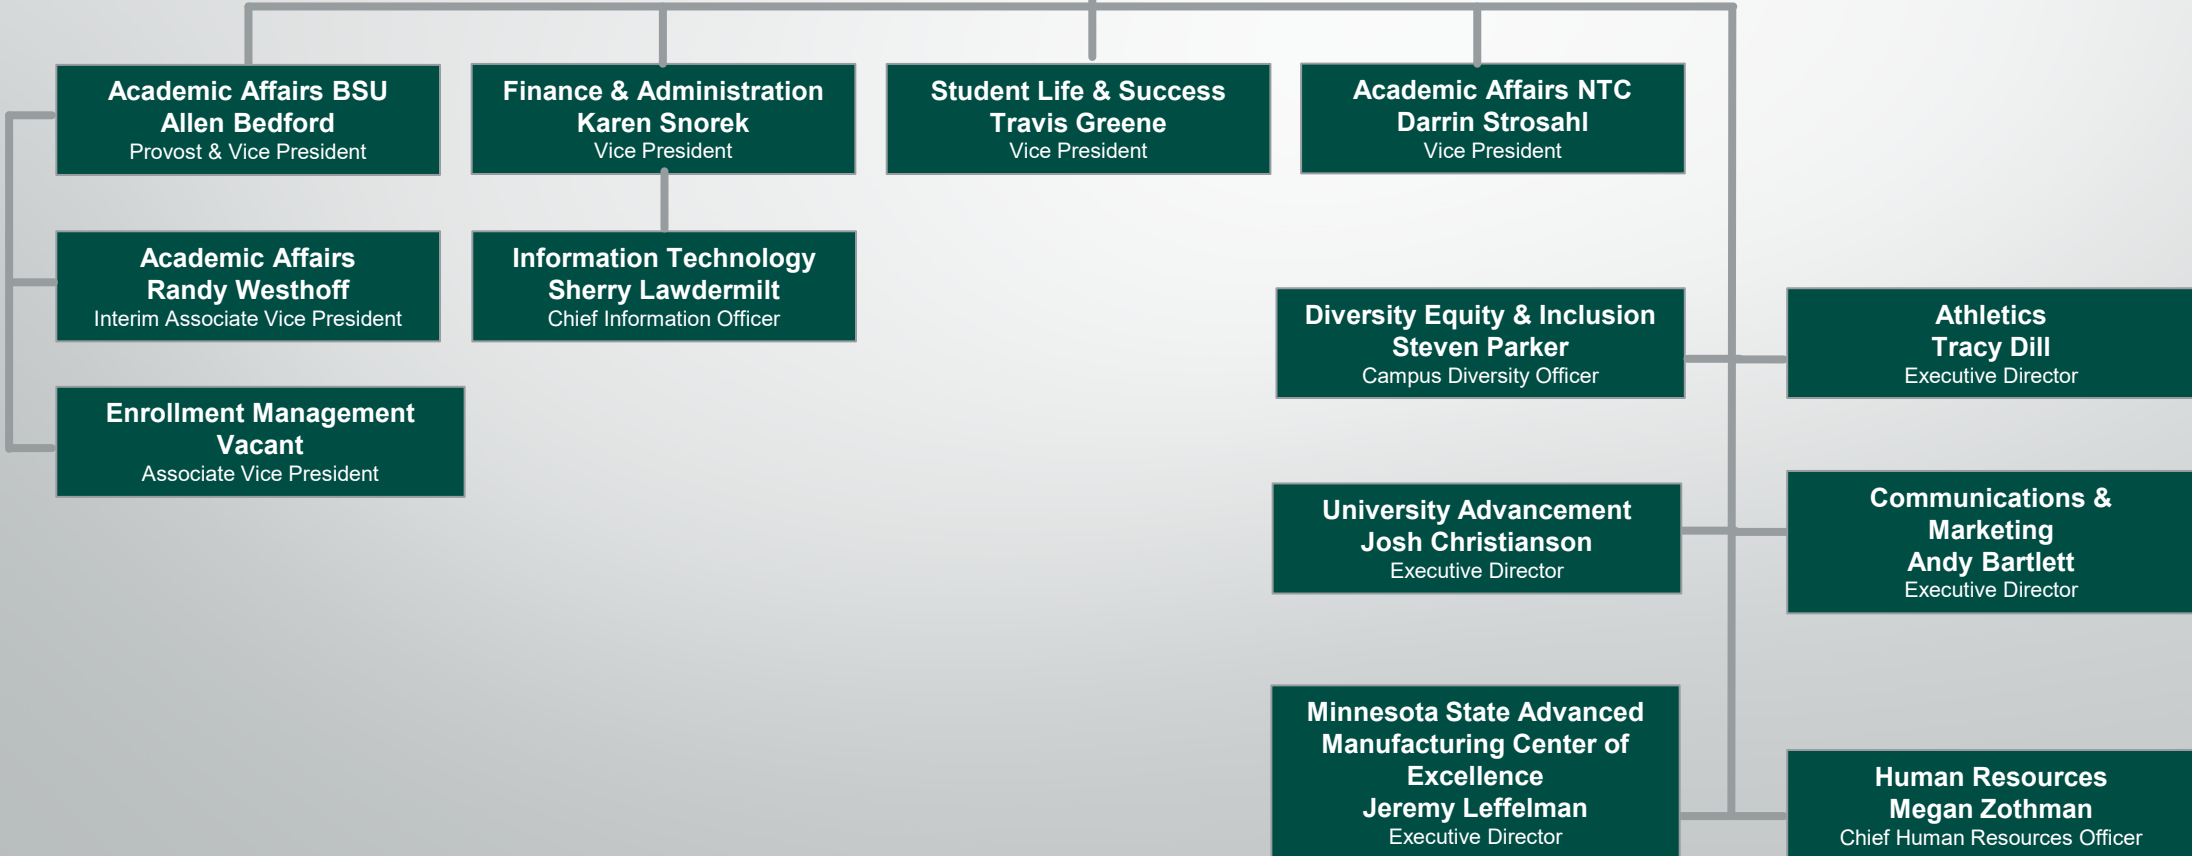 Academic Affairs BSU
Allen Bedford
Provost & Vice President
Finance & Administration
Karen Snorek
Vice President
Student Life & Success
Travis Greene
Vice President
Academic Affairs NTC
Darrin Strosahl
Vice President
Academic Affairs
Randy Westhoff
Interim Associate Vice President
Information Technology
Sherry Lawdermilt
Chief Information Officer
Diversity Equity & Inclusion
Steven Parker
Campus Diversity Officer
Athletics
Tracy Dill
Executive Director
Enrollment Management
Vacant
Associate Vice President
University Advancement
Josh Christianson
Executive Director
Communications &
Marketing
Andy Bartlett
Executive Director
Minnesota State Advanced
Manufacturing Center of
Excellence
Jeremy Leffelman
Executive Director
Human Resources
Megan Zothman
Chief Human Resources Officer